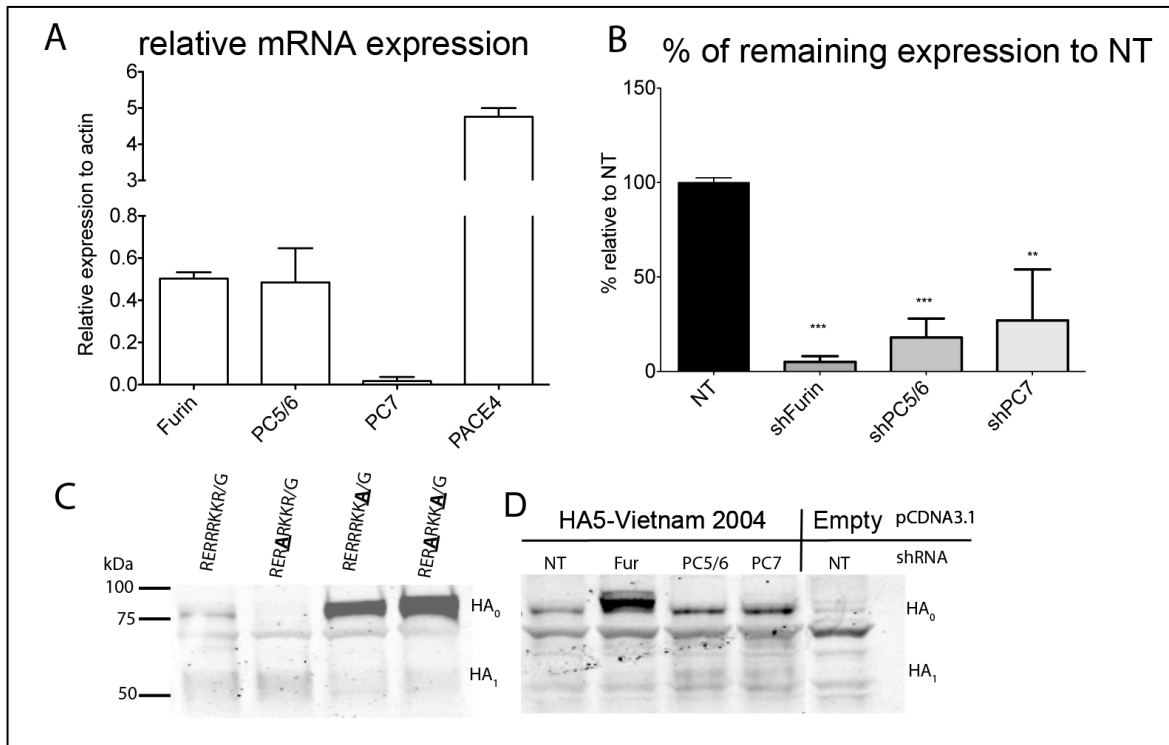 A relative mRNA expression
Relative expression to actin
6
5
4
3
0.8
0.6
0.4
0.2
0.0
Furin
PC5/6
PC7
PACE4
B % of remaining expression to NT
% relative to NT
150
100
50
0
***
***
**
NT
shFurin
shPC5/6
shPC7
C
RERRRKKR/G
RERARKKR/G
RERRRKKA/G
RERARKKA/G
kDa
100
75
50
HA0
HA1
D
HA5-Vietnam 2004 Empty pCDNA3.1
NT Fur PC5/6 PC7 NT shRNA
HA0
HA1